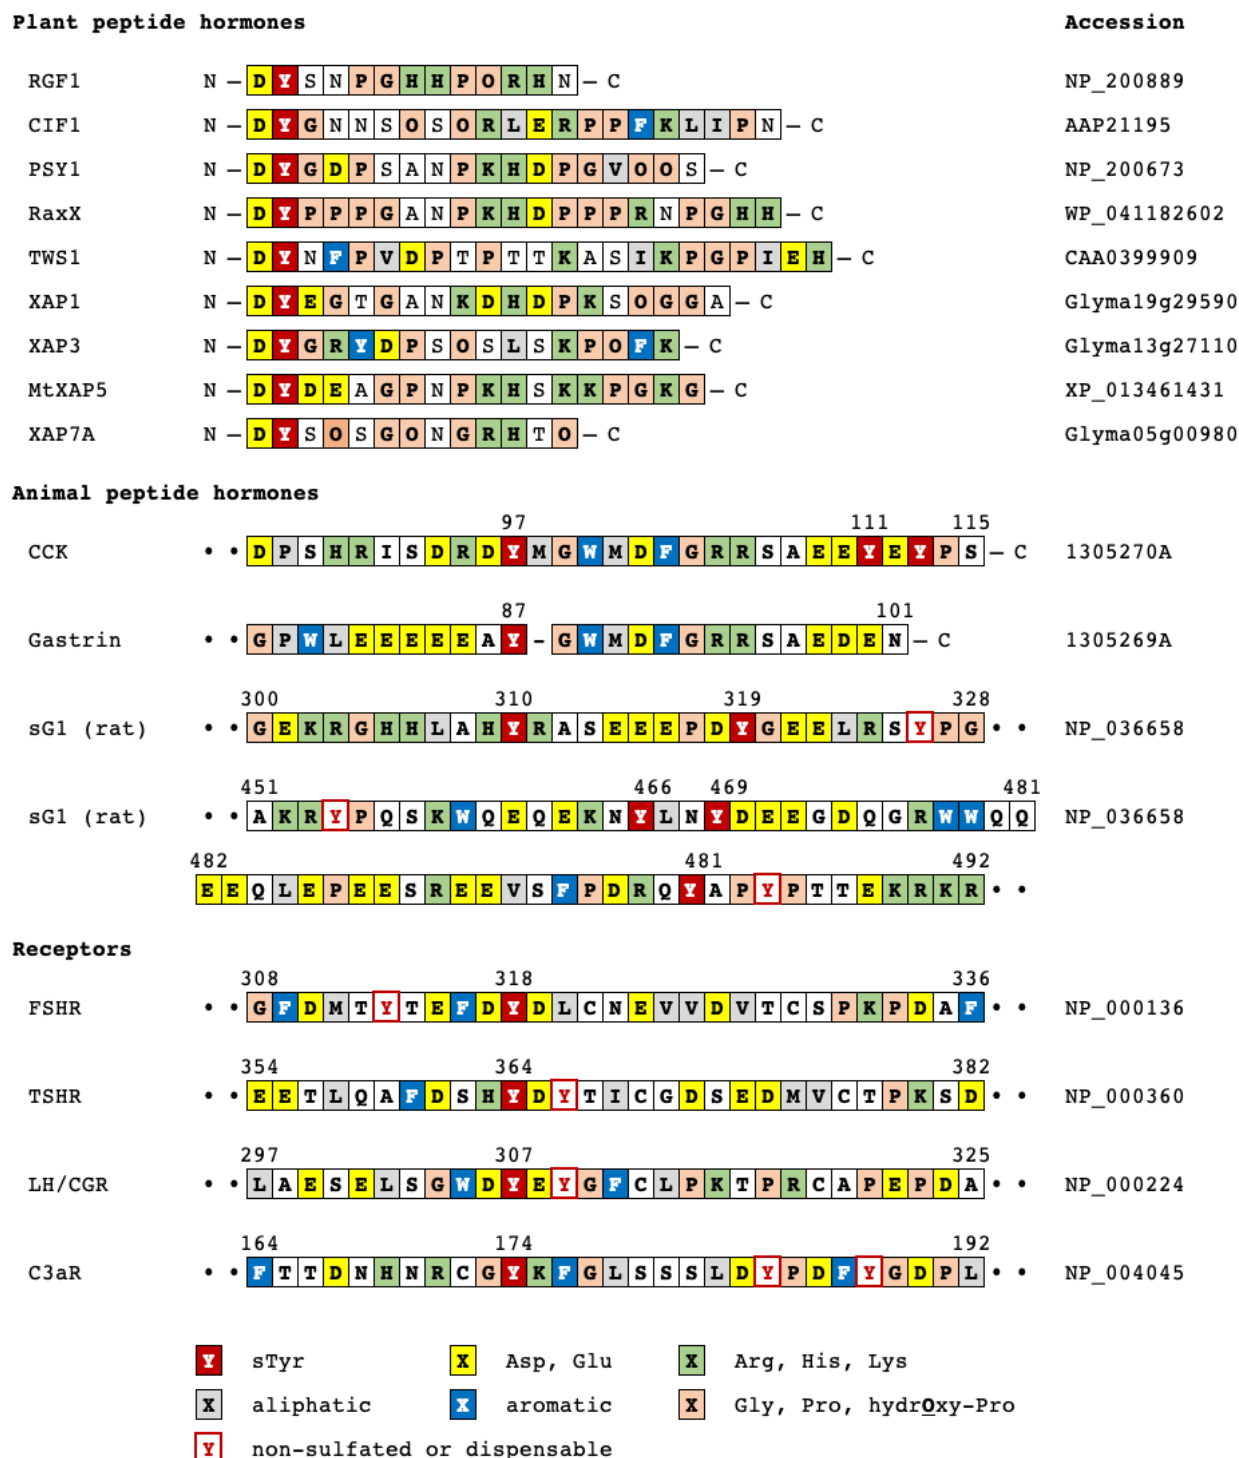 Plant peptide hormones Accession
RGF1 N – D Y S N P G H H P O R H N – C NP_200889
CIF1 N – D Y G N N S O S O R L E R P P F K L I P N – C AAP21195
PSY1 N – D Y G D P S A N P K H D P G V O O S – C NP_200673
RaxX N – D Y P P P G A N P K H D P P P R N P G H H – C WP_041182602
TWS1 N – D Y N F P V D P T P T T K A S I K P G P I E H – C CAA0399909
XAP1 N – D Y E G T G A N K D H D P K S O G G A – C Glyma19g29590
XAP3 N – D Y G R Y D P S O S L S K P O F K – C Glyma13g27110
MtXAP5 N – D Y D E A G P N P K H S K K P G K G – C XP_013461431
XAP7A N – D Y S O S G O N G R H T O – C Glyma05g00980
Animal peptide hormones
97 111 115
CCK • • D P S H R I S D R D Y M G W M D F G R R S A E E Y E Y P S – C 1305270A
87 101
Gastrin • • G P W L E E E E E A Y - G W M D F G R R S A E D E N – C 1305269A
300 310 319 328
sG1 (rat) • • G E K R G H H L A H Y R A S E E E P D Y G E E L R S Y P G • • NP_036658
451 466 469 481
sG1 (rat) • • A K R Y P Q S K W Q E Q E K N Y L N Y D E E G D Q G R W W Q Q NP_036658
482 481 492
E E Q L E P E E S R E E V S F P D R Q Y A P Y P T T E K R K R • •
Receptors
308 318 336
FSHR • • G F D M T Y T E F D Y D L C N E V V D V T C S P K P D A F • • NP_000136
354 364 382
TSHR • • E E T L Q A F D S H Y D Y T I C G D S E D M V C T P K S D • • NP_000360
297 307 325
LH/CGR • • L A E S E L S G W D Y E Y G F C L P K T P R C A P E P D A • • NP_000224
164 174 192
C3aR • • F T T D N H N R C G Y K F G L S S S L D Y P D F Y G D P L • • NP_004045
Y sTyr X Asp, Glu X Arg, His, Lys
X aliphatic X aromatic X Gly, Pro, hydrOxy-Pro
Y non-sulfated or dispensable